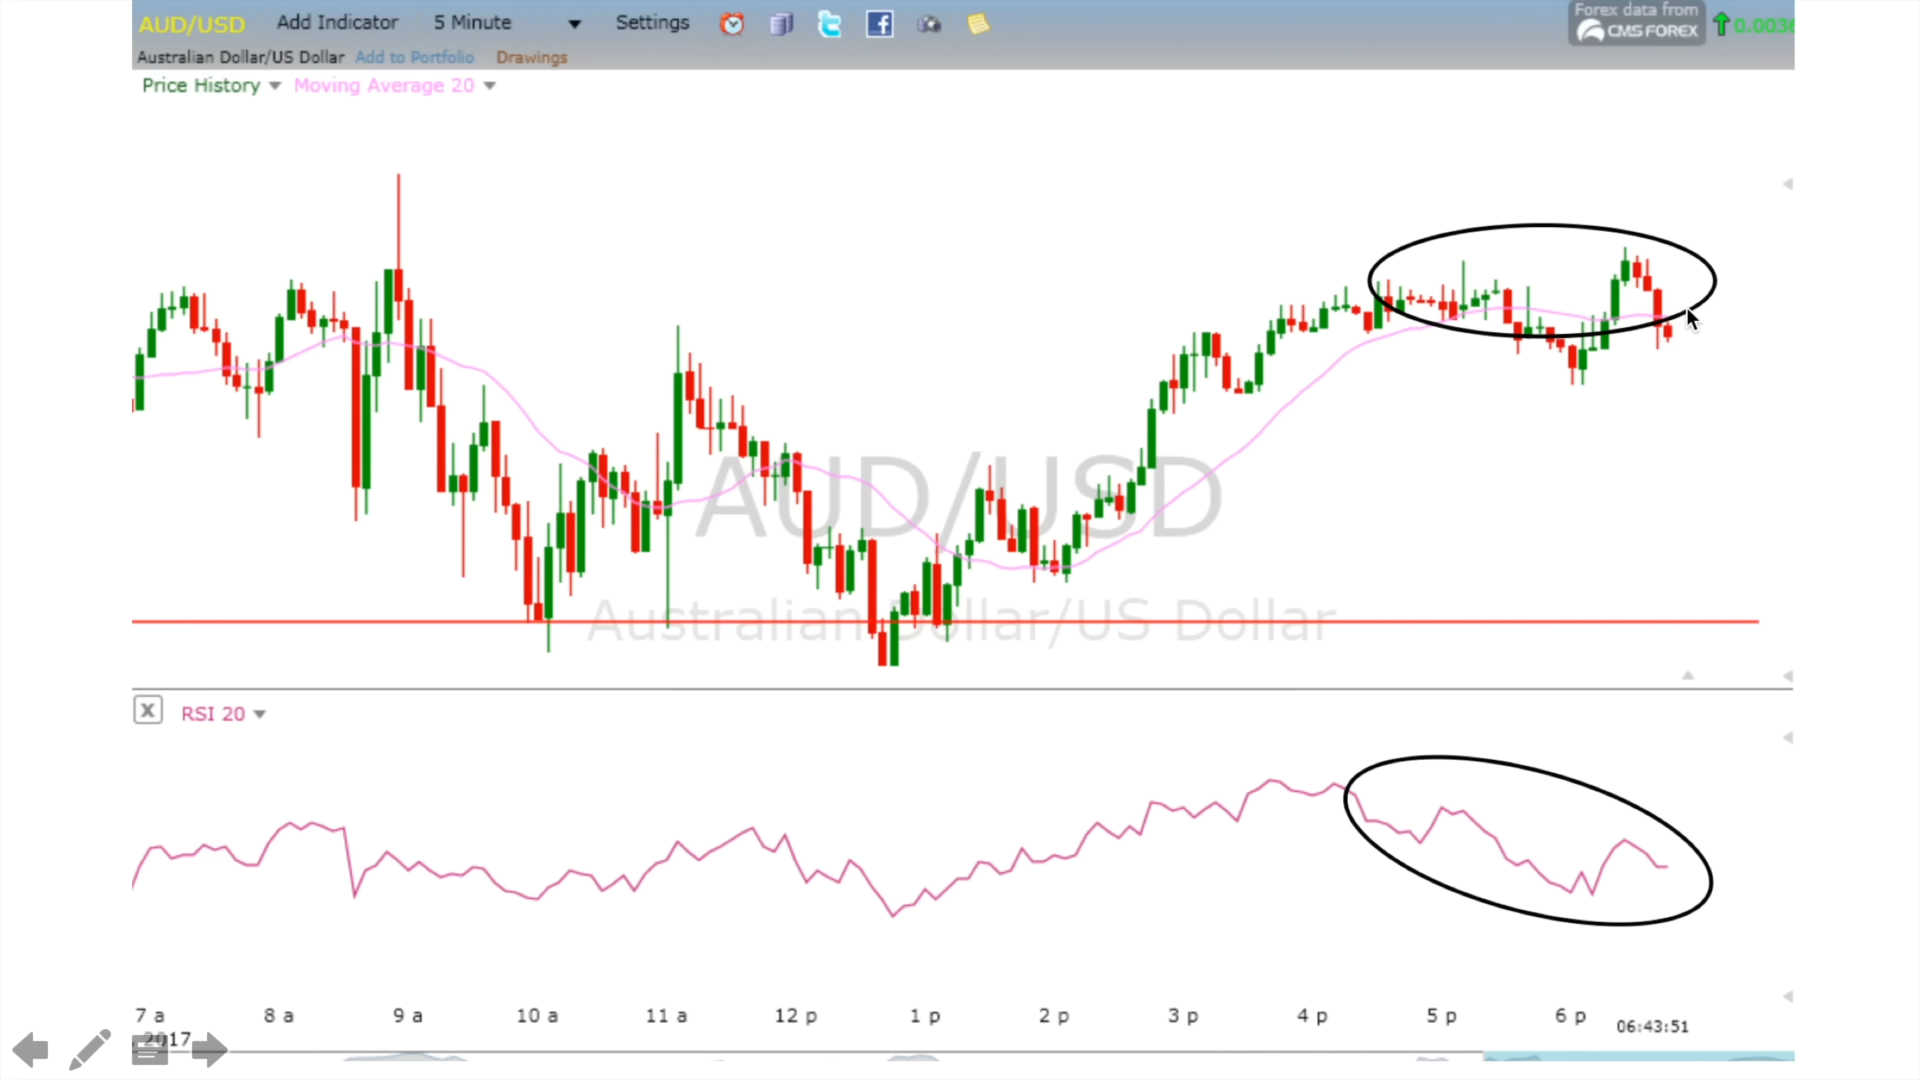 AUD/USD Add Indicator 5 Minute Settings Forex data from
CMS FOREX 0.003
Australian Dollar/US Dollar Add to Portfolio Drawings
Price History Moving Average 20
AUD/USD
Australian Dollar/US Dollar
X RSI 20
7 a 8 a 9 a 10 a 11 a 12 p 1 p 2 p 3 p 4 p 5 p 6 p 06:43:51
2017